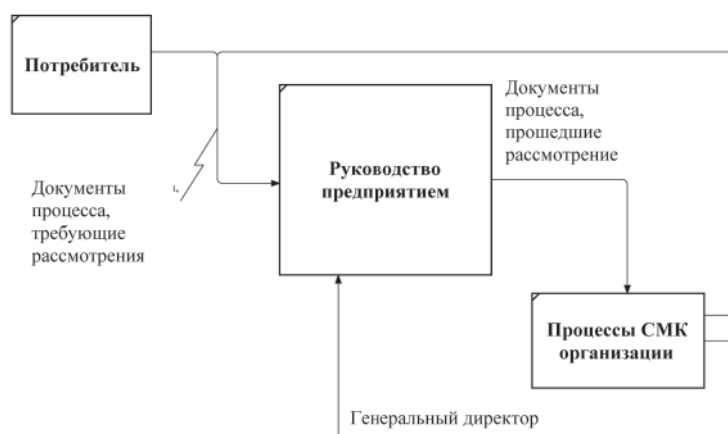 Потребитель
Документы
процесса,
прошедшие
рассмотрение
Руководство
предприятием
Документы
процесса,
требующие
рассмотрения
Процессы СМК
организации
Генеральный директор